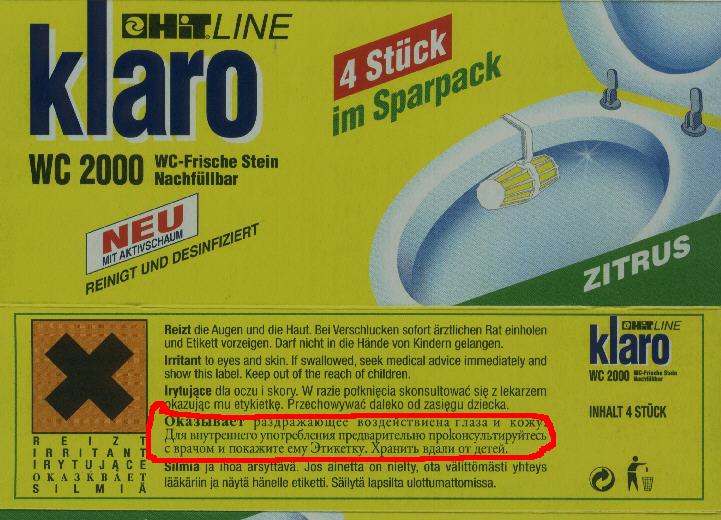 HiT LINE
klaro
WC 2000 WC-Frische Stein
Nachfüllbar
4 Stück
im Sparpack
NEU
MIT AKTIVSCHAUM
REINIGT UND DESINFIZIERT
ZITRUS
Reizt die Augen und die Haut. Bei Verschlucken sofort ärztlichen Rat einholen
und Etikett vorzeigen. Darf nicht in die Hände von Kindern gelangen.
Irritant to eyes and skin. If swallowed, seek medical advice immediately and
show this label. Keep out of the reach of children.
Irytujące dla oczu i skory. W razie połknięcia skonsultować się z lekarzem
okazując mu etykietkę. Przechowywać daleko od zasięgu dziecka.
Оказывает раздражающее воздействиена глаза и кожу.
Для внутреннего употребления предварительно проконсультируйтесь
с врачом и покажите ему Этикетку. Хранить вдали от детей.
Silmiä ja ihoa ärsyttävä. Jos ainetta on nielty, ota välittömästi yhteys
lääkäriin ja näytä hänelle etiketti. Säilytä lapsilta ulottumattomissa.
REIZT
IRRITANT
IRYTUJĄCE
ОКАЗКВАЕТ
SILMIÄ
HiT LINE
klaro
WC 2000 WC-Frische Stein
Nachfüllbar
INHALT 4 STÜCK